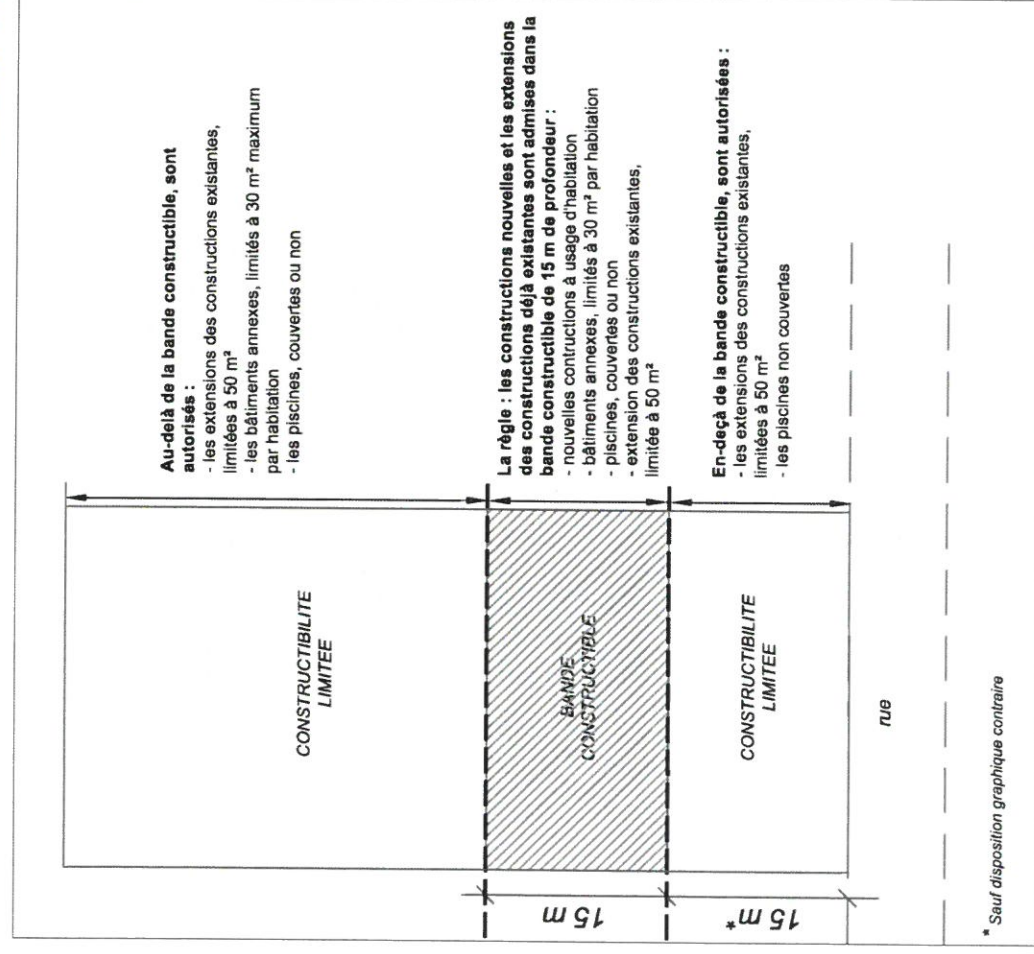 Au-delà de la bande constructible, sont
autorisés :
- les extensions des constructions existantes,
limitées à 50 m²
- les bâtiments annexes, limités à 30 m² maximum
par habitation
- les piscines, couvertes ou non
La règle : les constructions nouvelles et les extensions
des constructions déjà existantes sont admises dans la
bande constructible de 15 m de profondeur :
- nouvelles contructions à usage d'habitation
- bâtiments annexes, limités à 30 m² par habitation
- piscines, couvertes ou non
- extension des constructions existantes,
limitée à 50 m²
En-deçà de la bande constructible, sont autorisées :
- les extensions des constructions existantes,
limitées à 50 m²
- les piscines non couvertes
CONSTRUCTIBILITE
LIMITEE
BANDE
CONSTRUCTIBLE
CONSTRUCTIBILITE
LIMITEE
15 m
15 m*
rue
* Sauf disposition graphique contraire